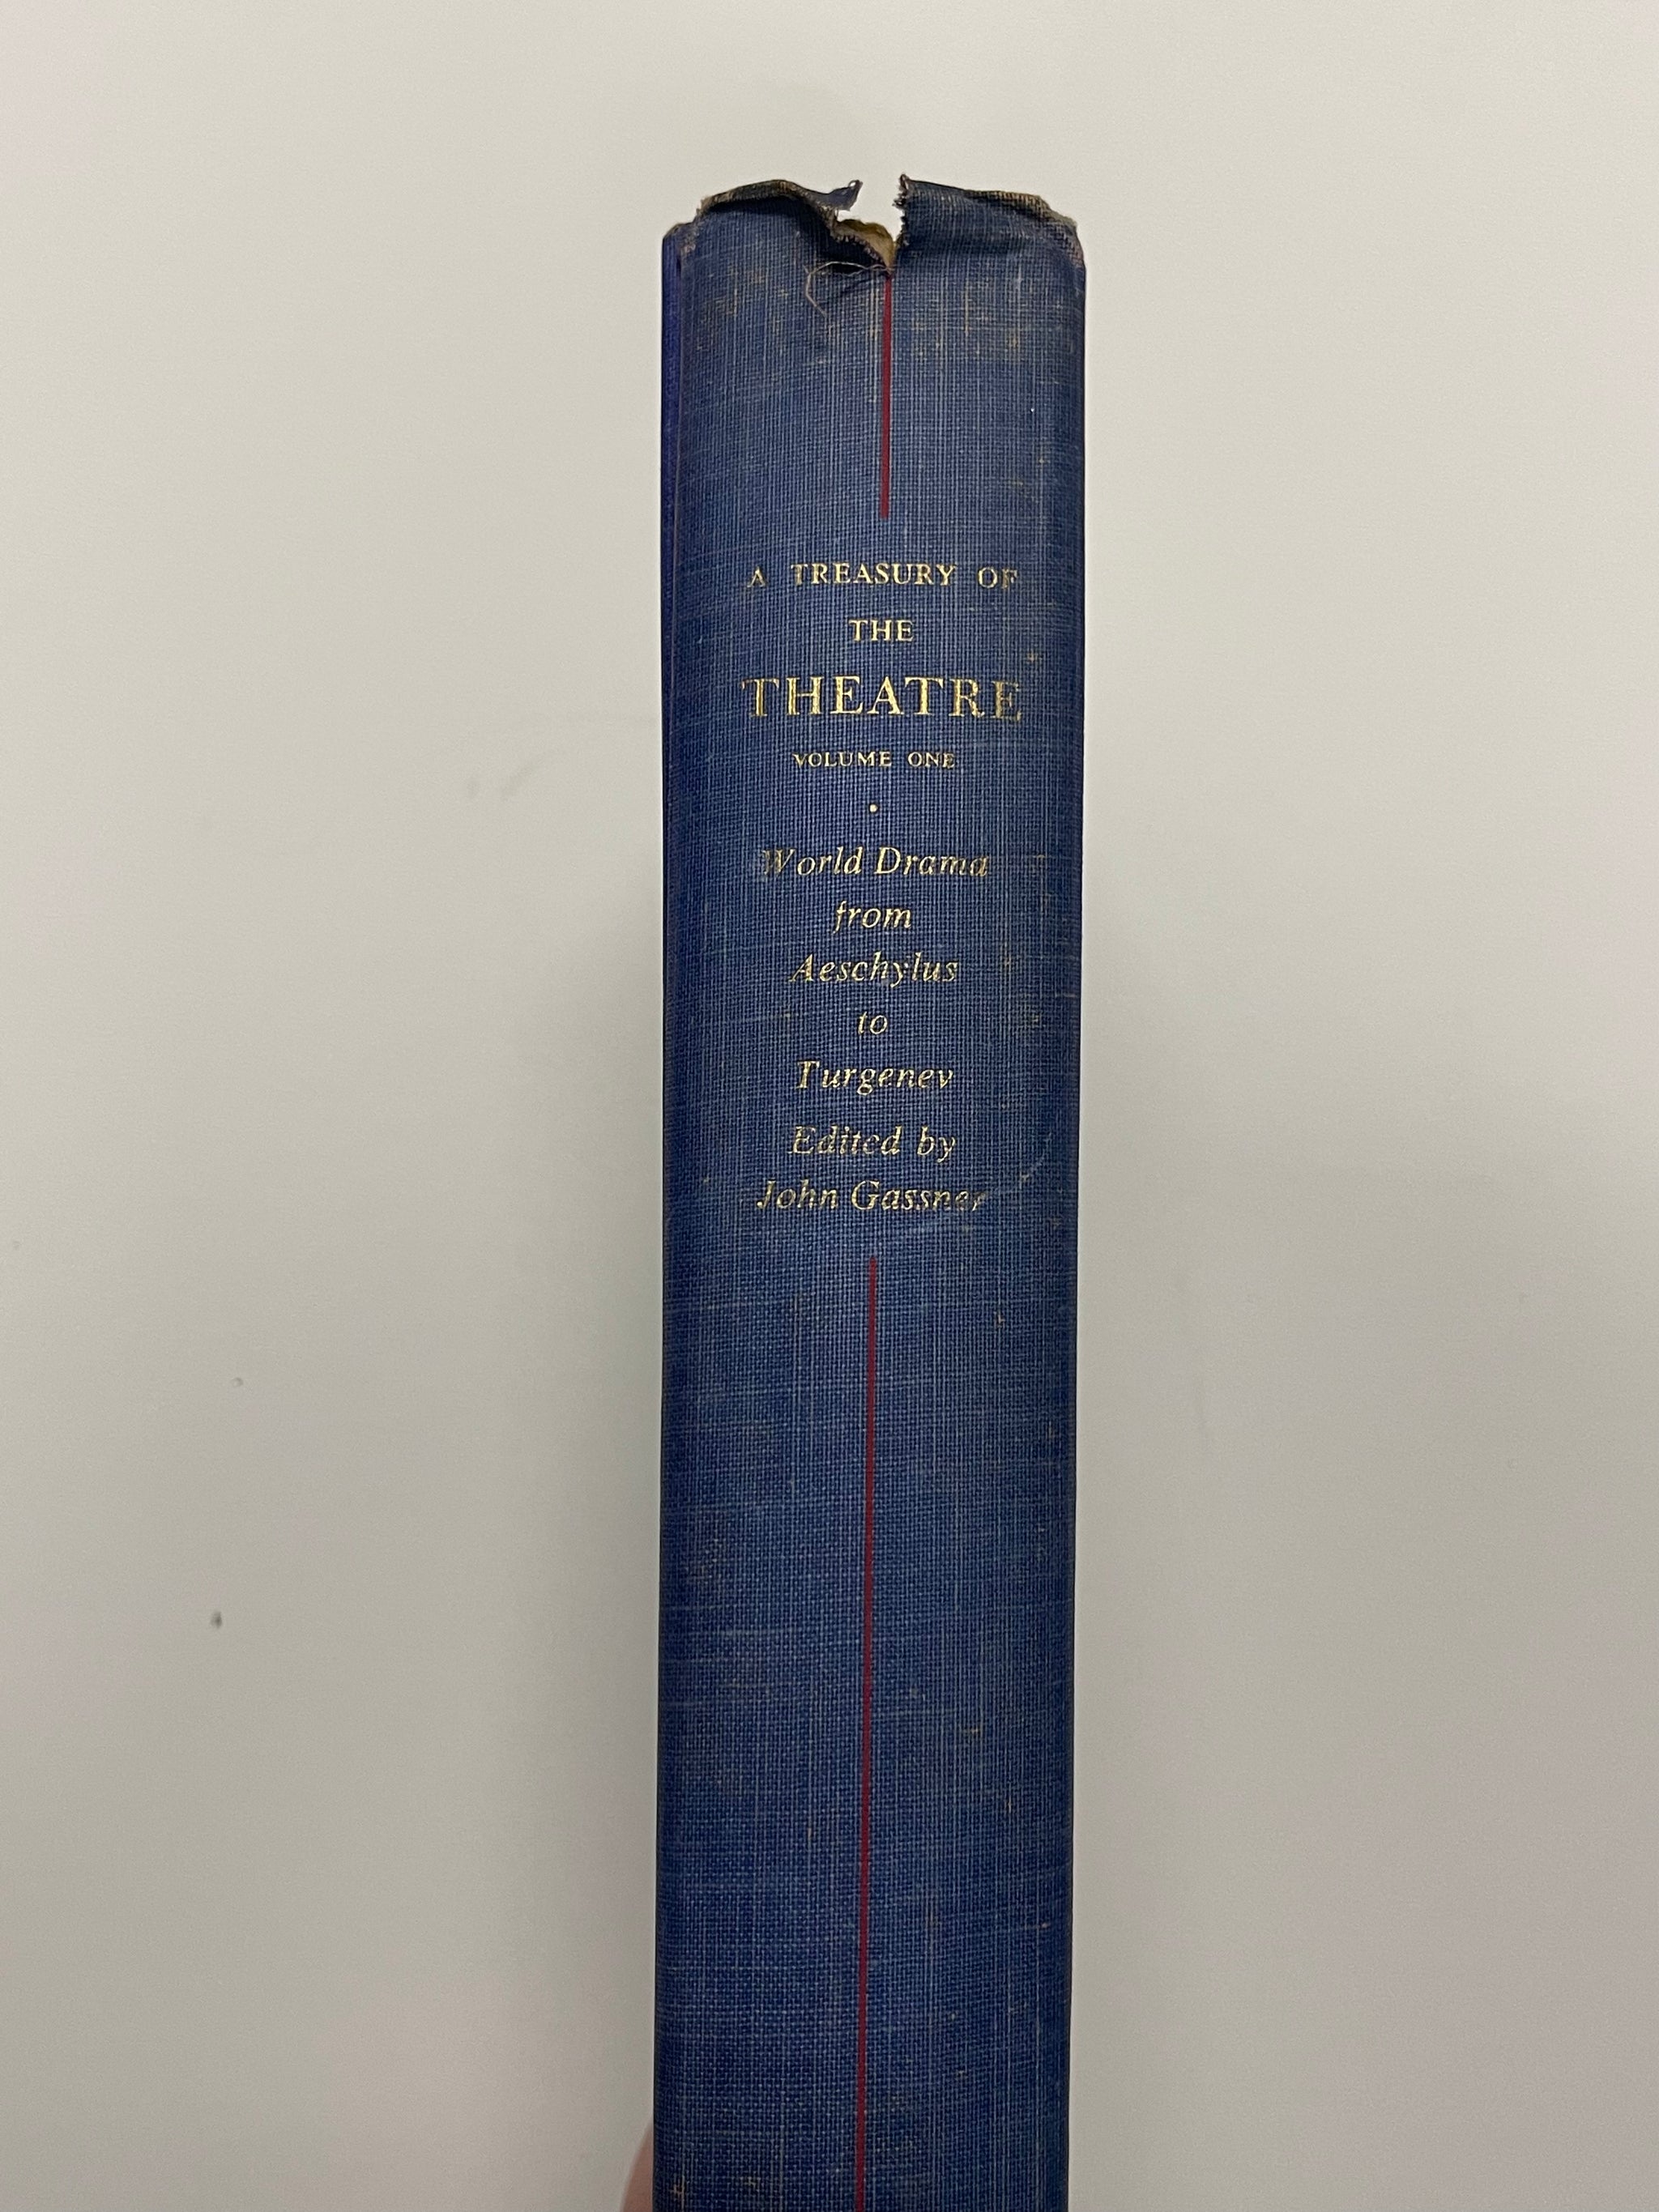 A TREASURY OF
THE
THEATRE
VOLUME ONE
•
World Drama
from
Aeschylus
to
Turgenev
Edited by
John Gassner